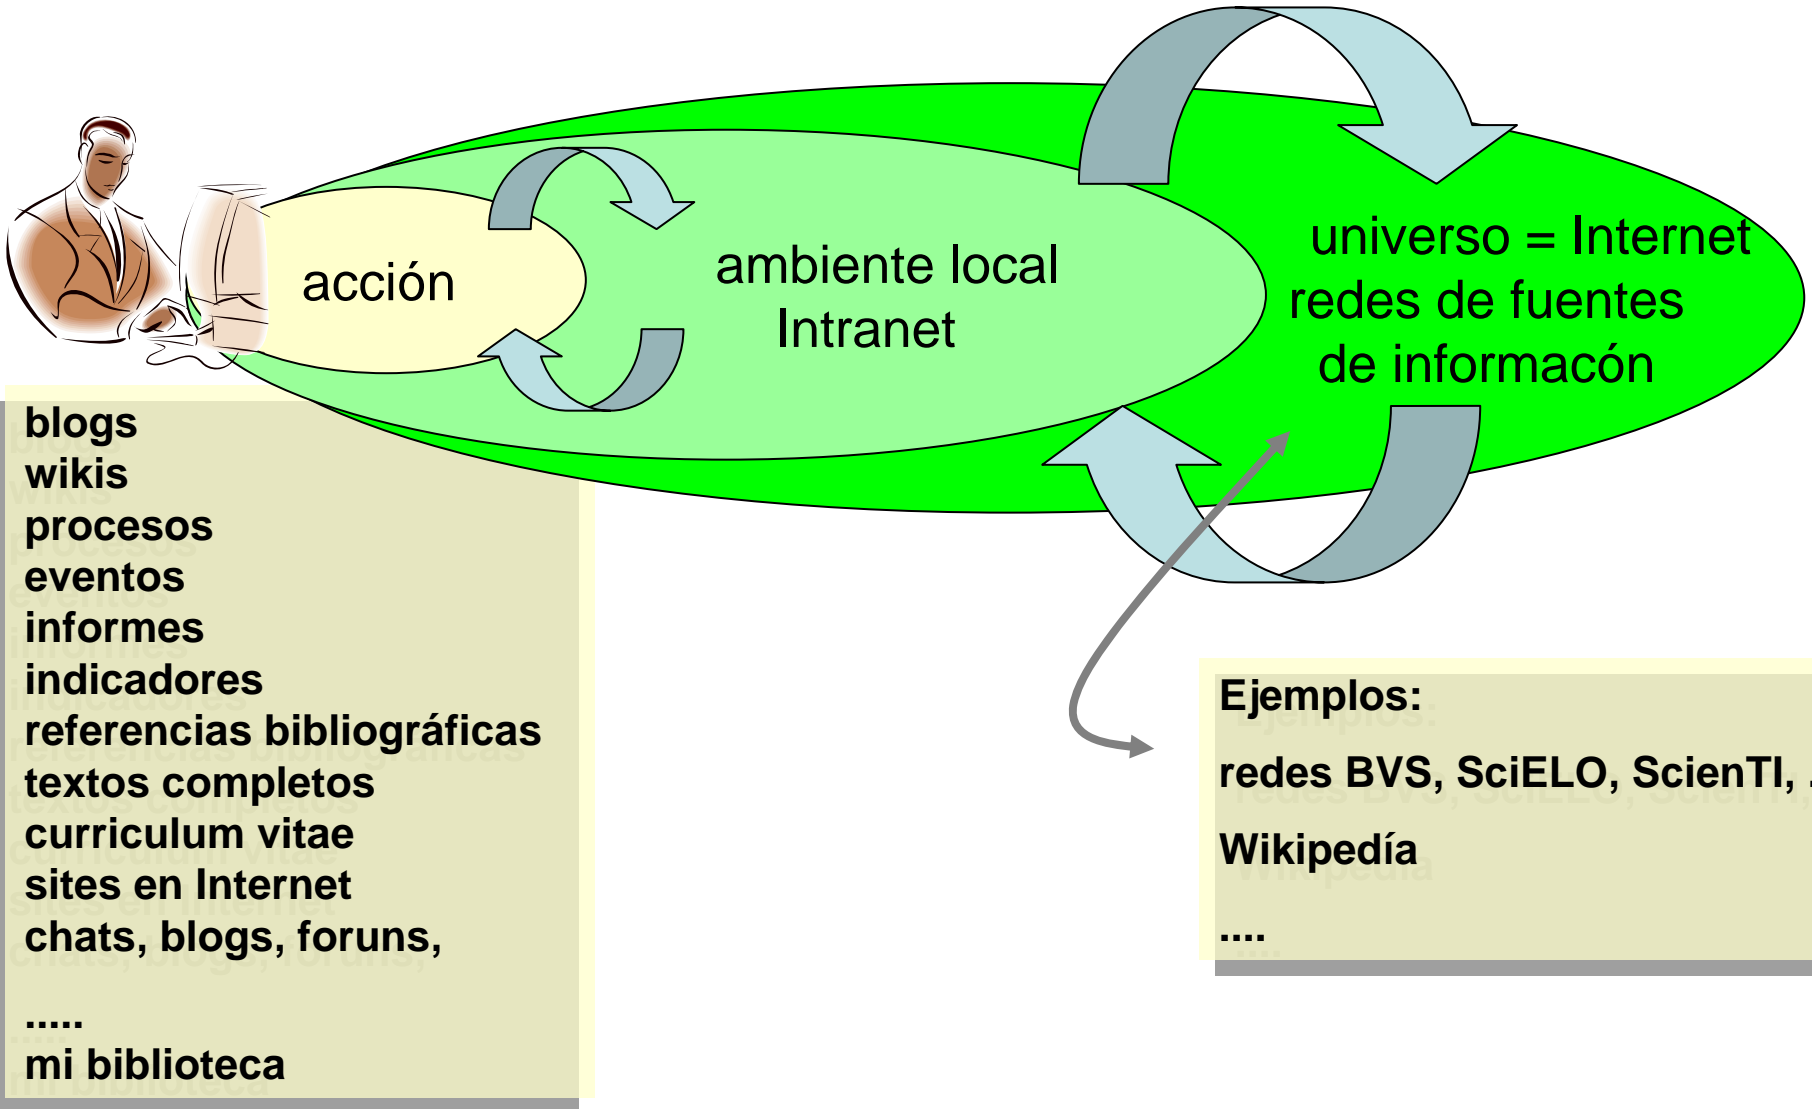 acción
ambiente local
Intranet
universo = Internet
redes de fuentes
de informacón
blogs
wikis
procesos
eventos
informes
indicadores
referencias bibliográficas
textos completos
curriculum vitae
sites en Internet
chats, blogs, foruns,
.....
mi biblioteca
Ejemplos:
redes BVS, SciELO, ScienTI, .
Wikipedía
....